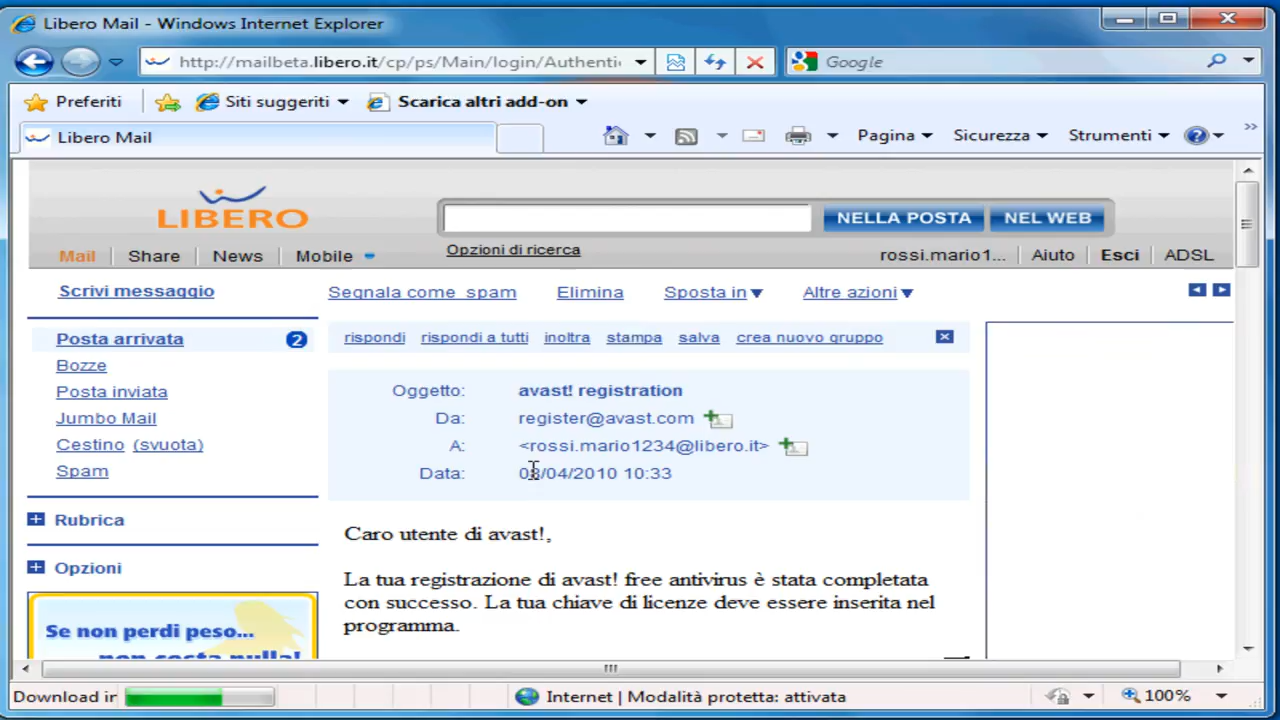 Libero Mail - Windows Internet Explorer
http://mailbeta.libero.it/cp/ps/Main/login/Authenti
Google
Preferiti Siti suggeriti Scarica altri add-on
Libero Mail Pagina Sicurezza Strumenti
LIBERO NELLA POSTA NEL WEB
Opzioni di ricerca
Mail Share News Mobile rossi.mario1... Aiuto Esci ADSL
Scrivi messaggio Segnala come spam Elimina Sposta in Altre azioni
Posta arrivata 2 rispondi rispondi a tutti inoltra stampa salva crea nuovo gruppo
Bozze
Posta inviata
Jumbo Mail
Cestino (svuota)
Spam
Rubrica
Opzioni
Oggetto: avast! registration
Da: register@avast.com
A: <rossi.mario1234@libero.it>
Data: 08/04/2010 10:33
Caro utente di avast!,
La tua registrazione di avast! free antivirus è stata completata
con successo. La tua chiave di licenze deve essere inserita nel
programma.
Se non perdi peso...
non costa nulla!
Download in Internet | Modalità protetta: attivata 100%